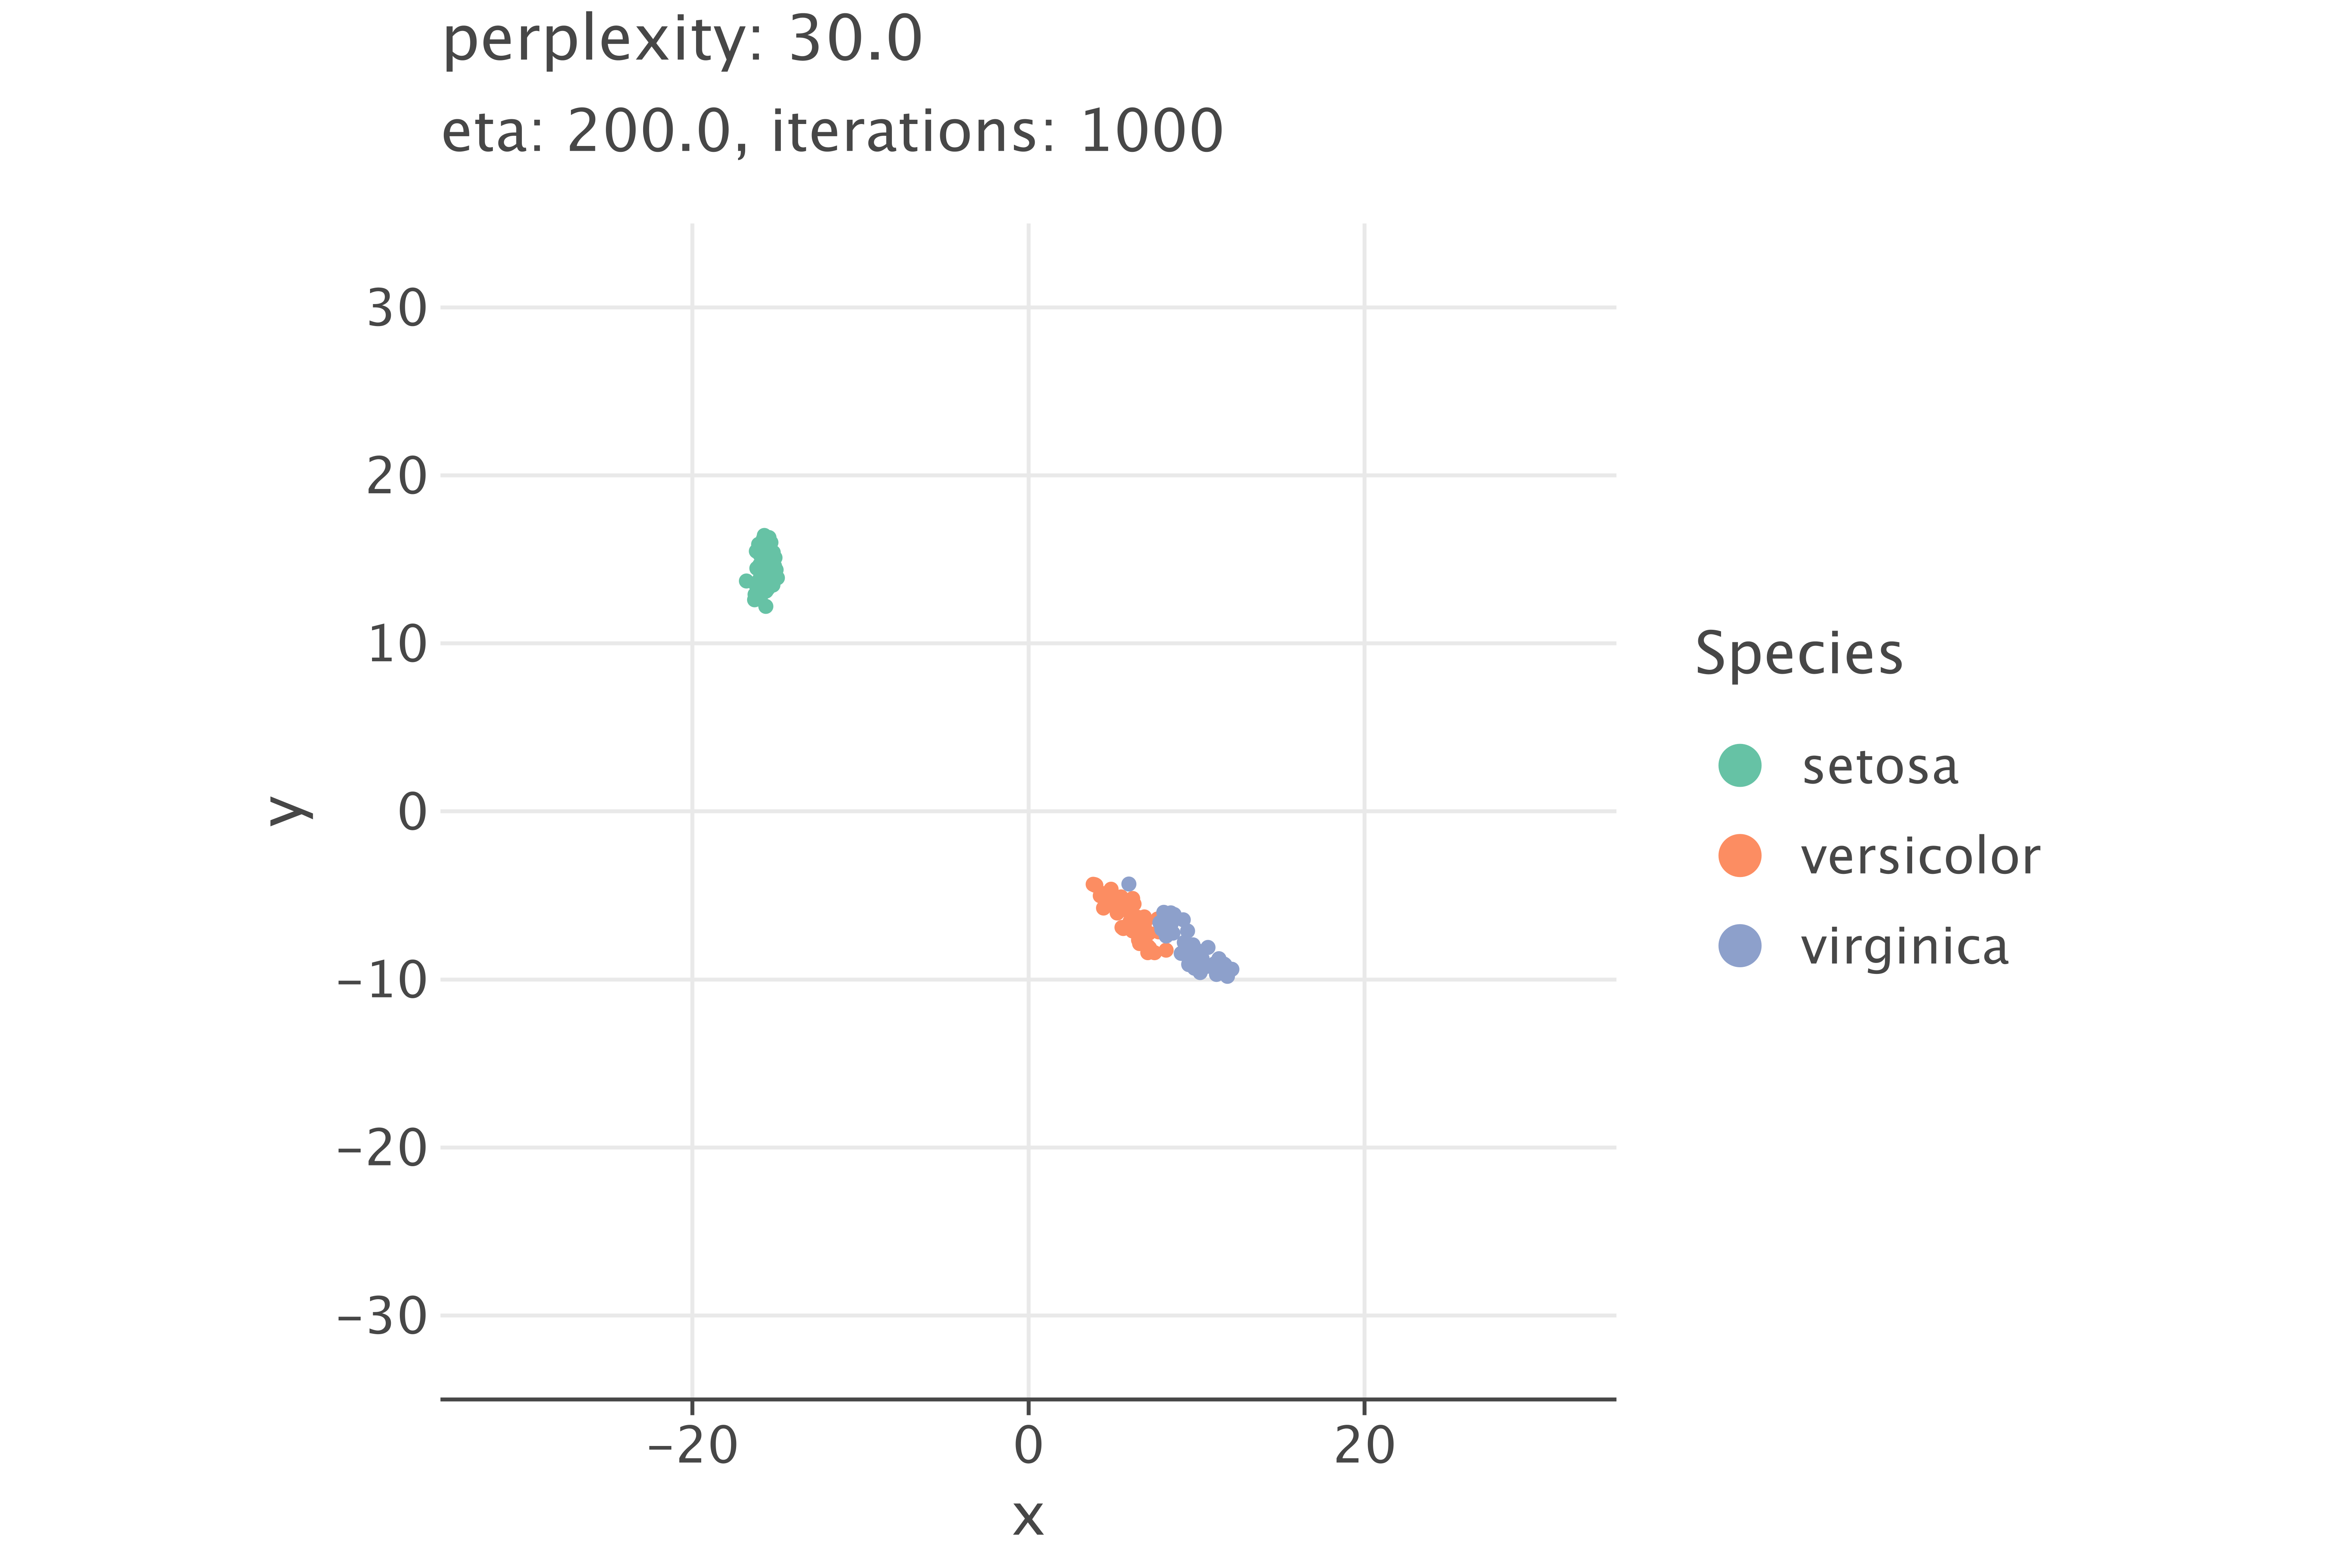 perplexity: 30.0
eta: 200.0, iterations: 1000
30
20
10
0
−10
−20
−30
y
−20 0 20
x
Species
setosa
versicolor
virginica